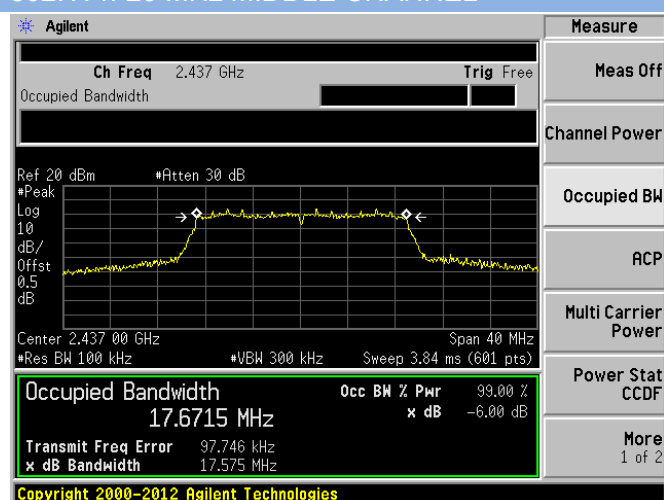 Agilent
Measure
Ch Freq 2.437 GHz Trig Free
Meas Off
Occupied Bandwidth
Channel Power
Ref 20 dBm #Atten 30 dB
#Peak
Log
10
dB/
Offst
0.5
dB
Occupied BW
ACP
Center 2.437 00 GHz Span 40 MHz
#Res BW 100 kHz #VBW 300 kHz Sweep 3.84 ms (601 pts)
Multi Carrier
Power
Occupied Bandwidth Occ BW % Pwr 99.00 %
17.6715 MHz x dB -6.00 dB
Power Stat
CCDF
Transmit Freq Error 97.746 kHz
x dB Bandwidth 17.575 MHz
More
1 of 2
Copyright 2000-2012 Agilent Technologies